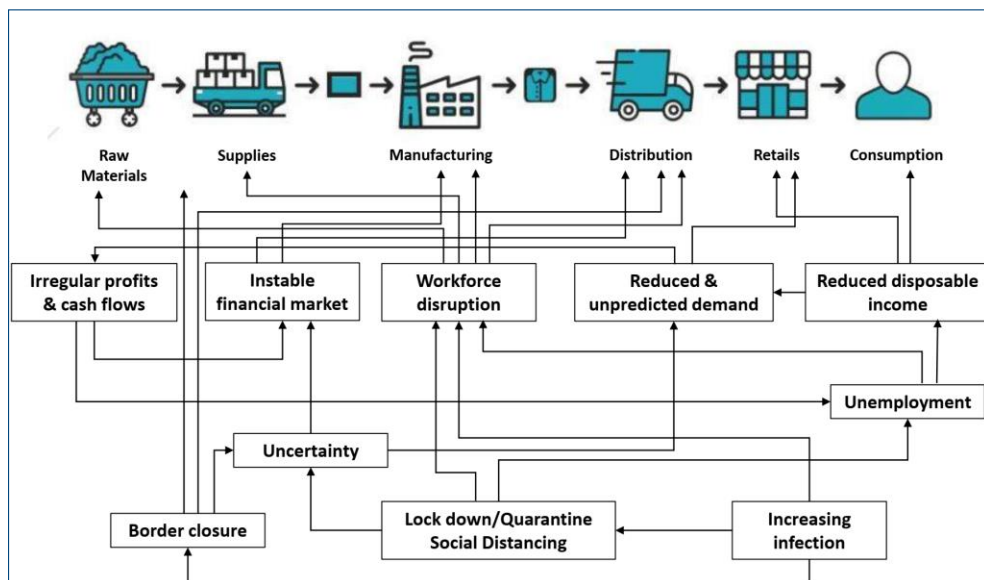 Raw
Materials
Supplies
Manufacturing
Distribution
Retails
Consumption
Irregular profits
& cash flows
Instable
financial market
Workforce
disruption
Reduced &
unpredicted demand
Reduced disposable
income
Unemployment
Uncertainty
Border closure
Lock down/Quarantine
Social Distancing
Increasing
infection